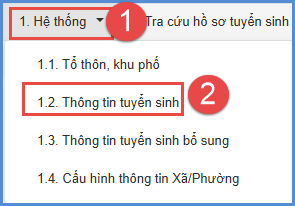 1. Hệ thống 1 Tra cứu hồ sơ tuyển sinh
1.1. Tổ thôn, khu phố
1.2. Thông tin tuyển sinh 2
1.3. Thông tin tuyển sinh bổ sung
1.4. Cấu hình thông tin Xã/Phường